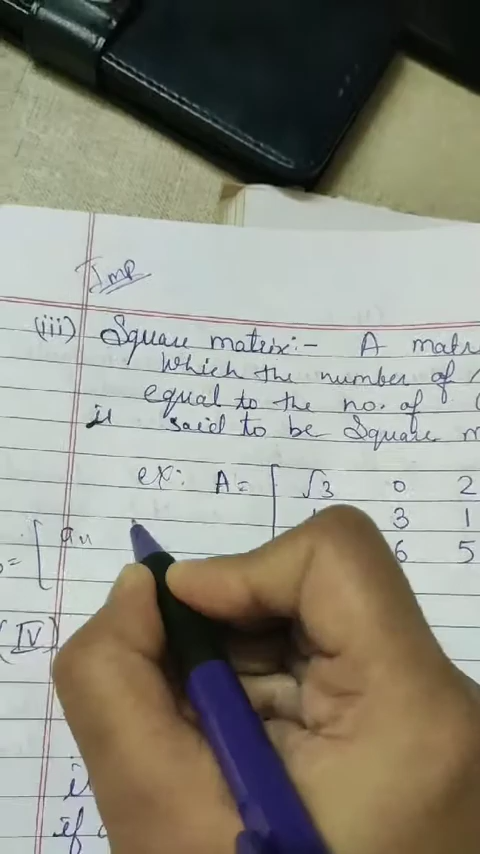 Imp
(iii) Square matrix:- A
which the number of
equal to the no. of
is said to be Square
ex: A = [ √3 0 2
3 1
6 5
= [ a11
(IV)
if